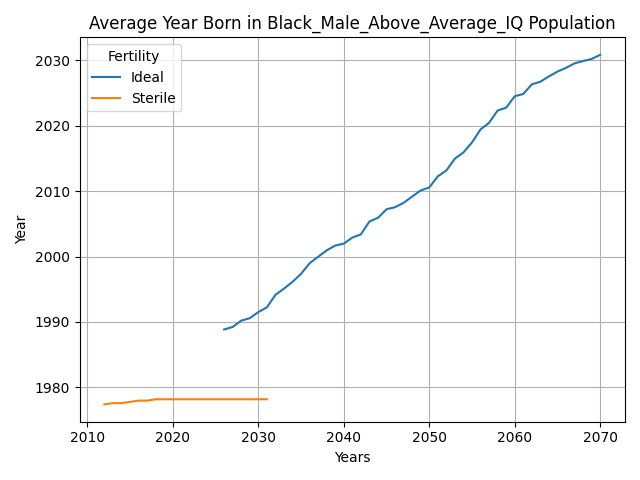 Average Year Born in Black_Male_Above_Average_IQ Population
Fertility
Ideal
Sterile
Year
2030
2020
2010
2000
1990
1980
2010 2020 2030 2040 2050 2060 2070
Years